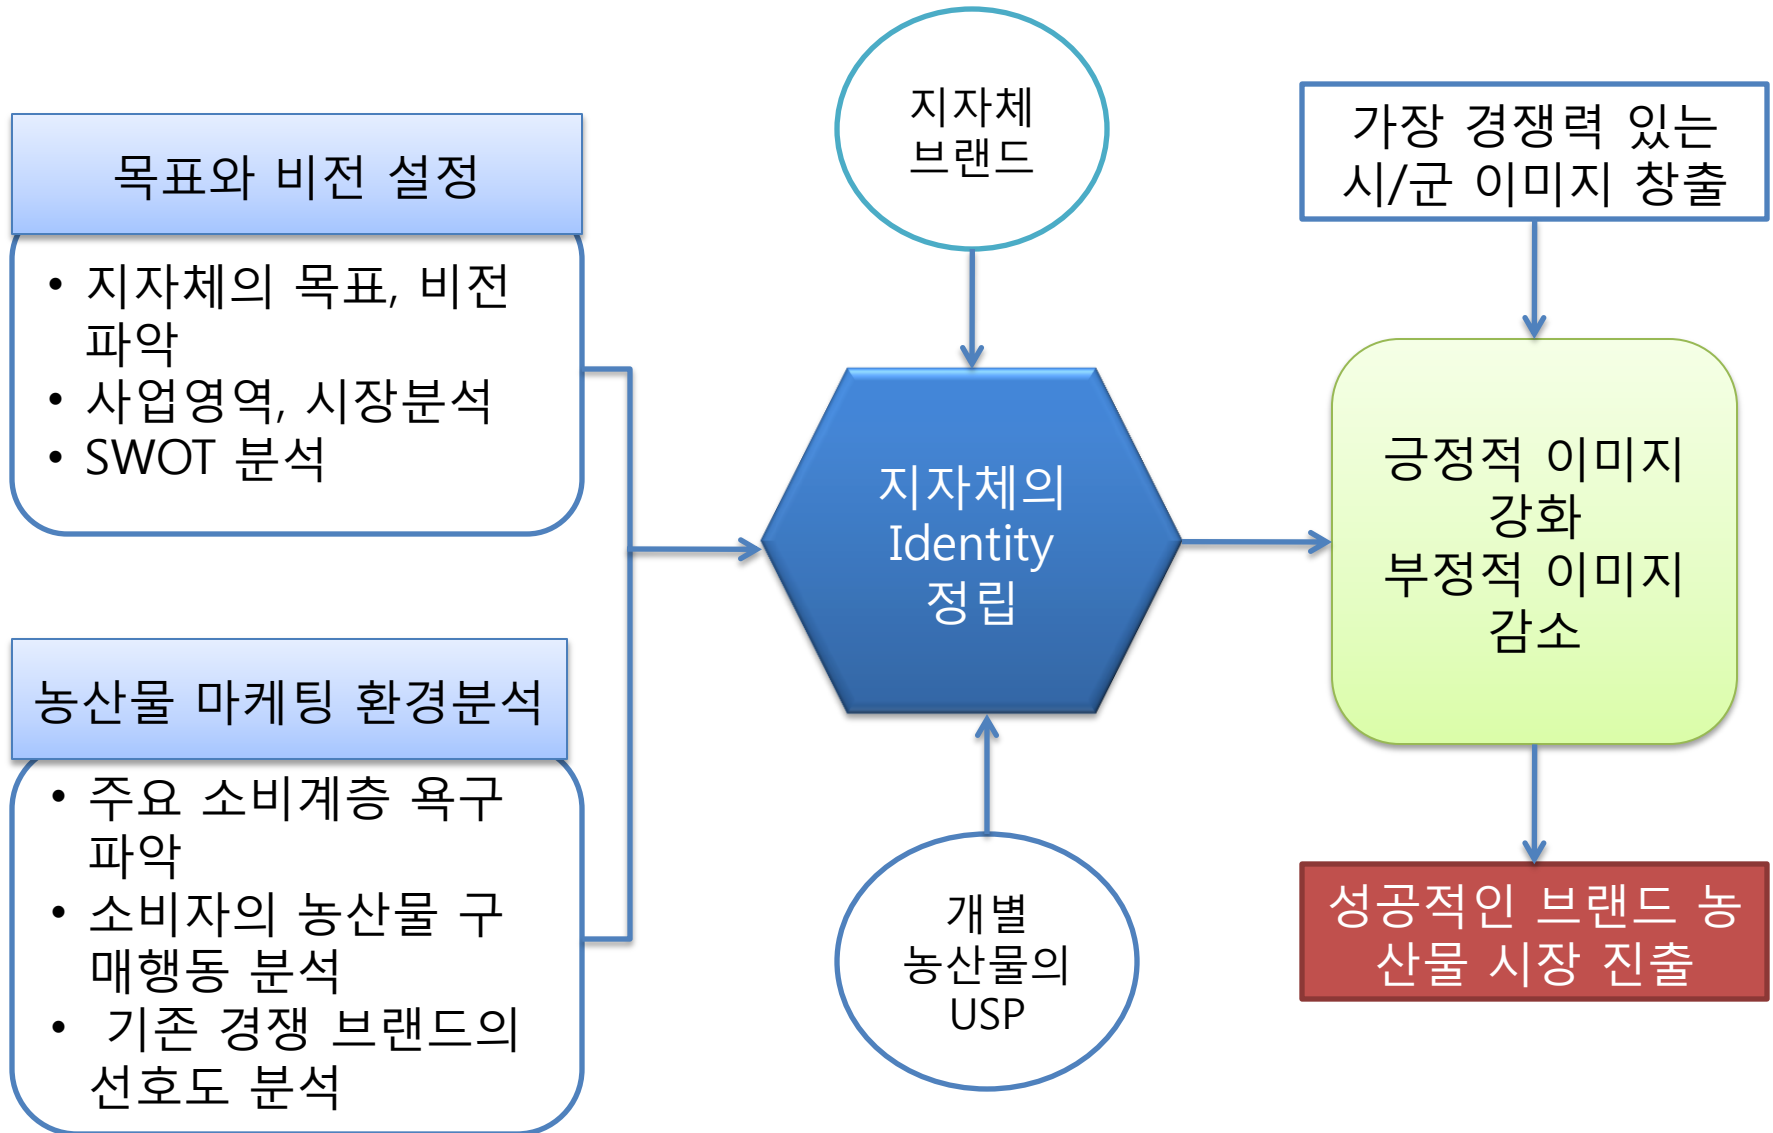 목표와 비전 설정
• 지자체의 목표, 비전
파악
• 사업영역, 시장분석
• SWOT 분석
농산물 마케팅 환경분석
• 주요 소비계층 욕구
파악
• 소비자의 농산물 구
매행동 분석
• 기존 경쟁 브랜드의
선호도 분석
지자체
브랜드
지자체의
Identity
정립
개별
농산물의
USP
가장 경쟁력 있는
시/군 이미지 창출
긍정적 이미지
강화
부정적 이미지
감소
성공적인 브랜드 농
산물 시장 진출